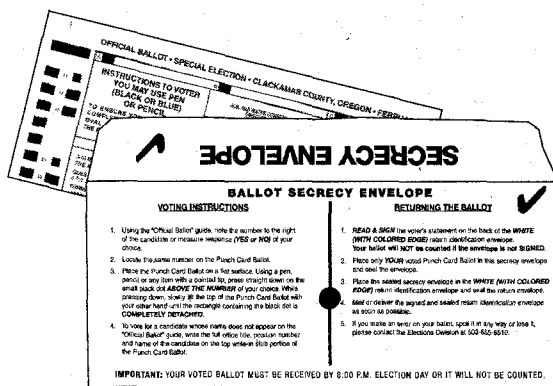 OFFICIAL BALLOT • SPECIAL ELECTION • CLACKAMAS COUNTY, OREGON •
INSTRUCTIONS TO VOTER
YOU MAY USE PEN
(BLACK OR BLUE)
OR PENCIL
TO ENSURE
SECRECY ENVELOPE
BALLOT SECRECY ENVELOPE
VOTING INSTRUCTIONS
1. Using the "Official Ballot" guide, note the number to the right
of the candidate or measure response (YES or NO) of your
choice.
2. Locate the same number on the Punch Card Ballot.
3. Place the Punch Card Ballot on a flat surface. Using a pen,
pencil or any item with a pointed tip, press straight down on the
small black dot ABOVE THE NUMBER of your choice. While
pressing down, slowly lift the top of the Punch Card Ballot with
your other hand until the rectangle containing the black dot is
COMPLETELY DETACHED.
4. To vote for a candidate whose name does not appear on the
"Official Ballot" guide, write the full office title, position number
and name of the candidate on the top write-in stub portion of
the Punch Card Ballot.
RETURNING THE BALLOT
1. READ & SIGN the voter's statement on the back of the WHITE
(WITH COLORED EDGE) return identification envelope.
Your ballot will NOT be counted if the envelope is not SIGNED.
2. Place only YOUR voted Punch Card Ballot in this secrecy envelope
and seal the envelope.
3. Place the sealed secrecy envelope in the WHITE (WITH COLORED
EDGE) return identification envelope and seal the return envelope.
4. Mail or deliver the signed and sealed return identification envelope
as soon as possible.
5. If you make an error on your ballot, spoil it in any way or lose it,
please contact the Elections Division at 503-655-8510.
IMPORTANT: YOUR VOTED BALLOT MUST BE RECEIVED BY 8:00 P.M. ELECTION DAY OR IT WILL NOT BE COUNTED.